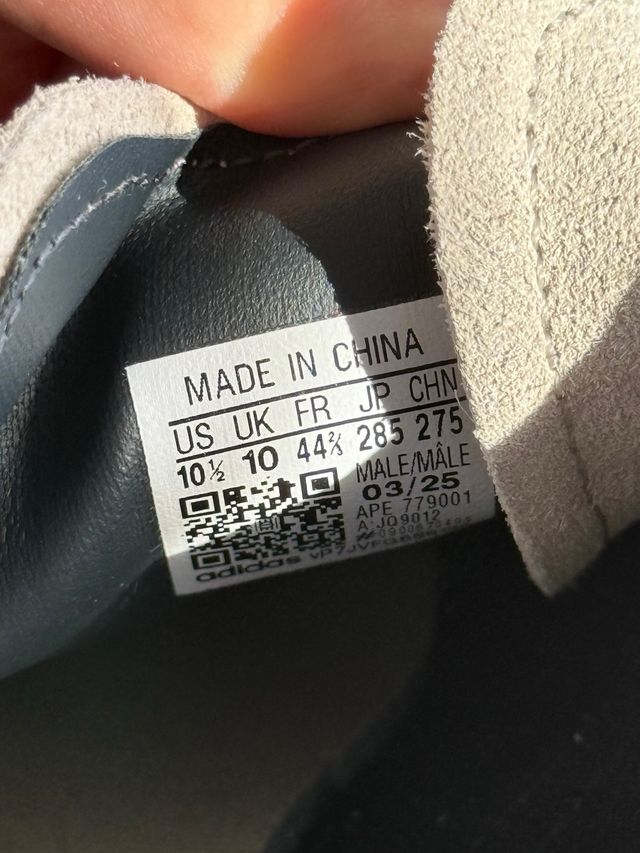 MADE IN CHINA
US UK FR JP CHN
10½ 10 44⅔ 285 275
MALE/MÂLE
03/25
APE 779001
A:JQ9012
adidas